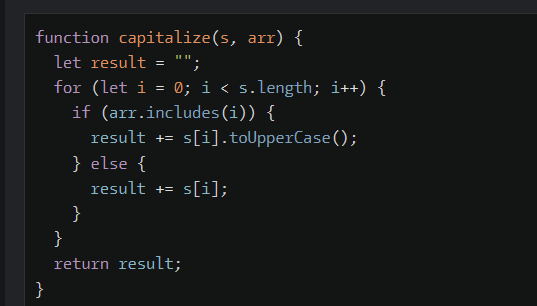 function capitalize(s, arr) {
  let result = "";
  for (let i = 0; i < s.length; i++) {
    if (arr.includes(i)) {
      result += s[i].toUpperCase();
    } else {
      result += s[i];
    }
  }
  return result;
}